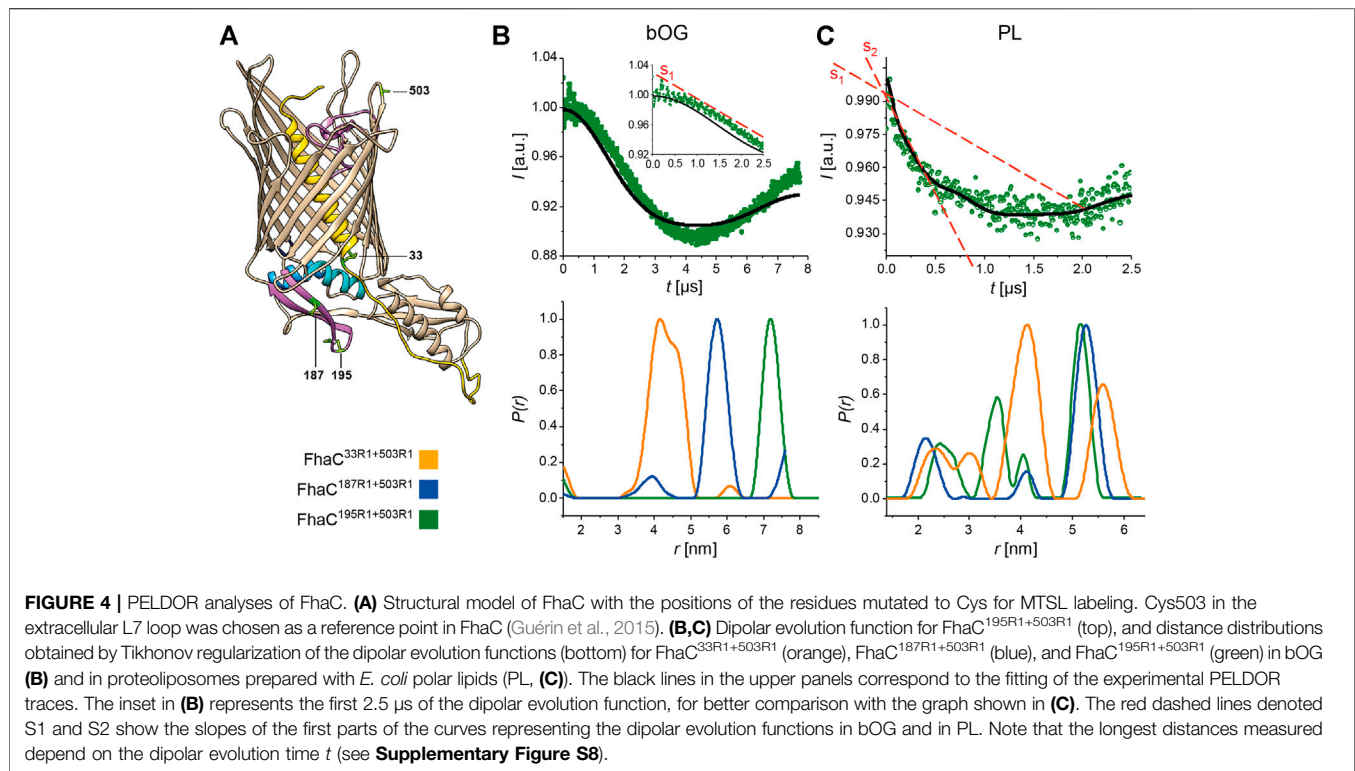 A
503
33
187
195
FhaC33R1+503R1
FhaC187R1+503R1
FhaC195R1+503R1
B
bOG
1.04
1.00
0.96
0.92
0.88
I [a.u.]
0 1 2 3 4 5 6 7 8
t [µs]
S1
1.04
1.00
0.96
0.92
0.0 0.5 1.0 1.5 2.0 2.5
1.0
0.8
0.6
0.4
0.2
0.0
P(r)
2 3 4 5 6 7 8
r [nm]
C
PL
S2
S1
0.990
0.975
0.960
0.945
0.930
I [a.u.]
0.0 0.5 1.0 1.5 2.0 2.5
t [µs]
1.0
0.8
0.6
0.4
0.2
0.0
P(r)
2 3 4 5 6
r [nm]
FIGURE 4 | PELDOR analyses of FhaC. (A) Structural model of FhaC with the positions of the residues mutated to Cys for MTSL labeling. Cys503 in the
extracellular L7 loop was chosen as a reference point in FhaC (Guérin et al., 2015). (B,C) Dipolar evolution function for FhaC195R1+503R1 (top), and distance distributions
obtained by Tikhonov regularization of the dipolar evolution functions (bottom) for FhaC33R1+503R1 (orange), FhaC187R1+503R1 (blue), and FhaC195R1+503R1 (green) in bOG
(B) and in proteoliposomes prepared with E. coli polar lipids (PL, (C)). The black lines in the upper panels correspond to the fitting of the experimental PELDOR
traces. The inset in (B) represents the first 2.5 µs of the dipolar evolution function, for better comparison with the graph shown in (C). The red dashed lines denoted
S1 and S2 show the slopes of the first parts of the curves representing the dipolar evolution functions in bOG and in PL. Note that the longest distances measured
depend on the dipolar evolution time t (see Supplementary Figure S8).